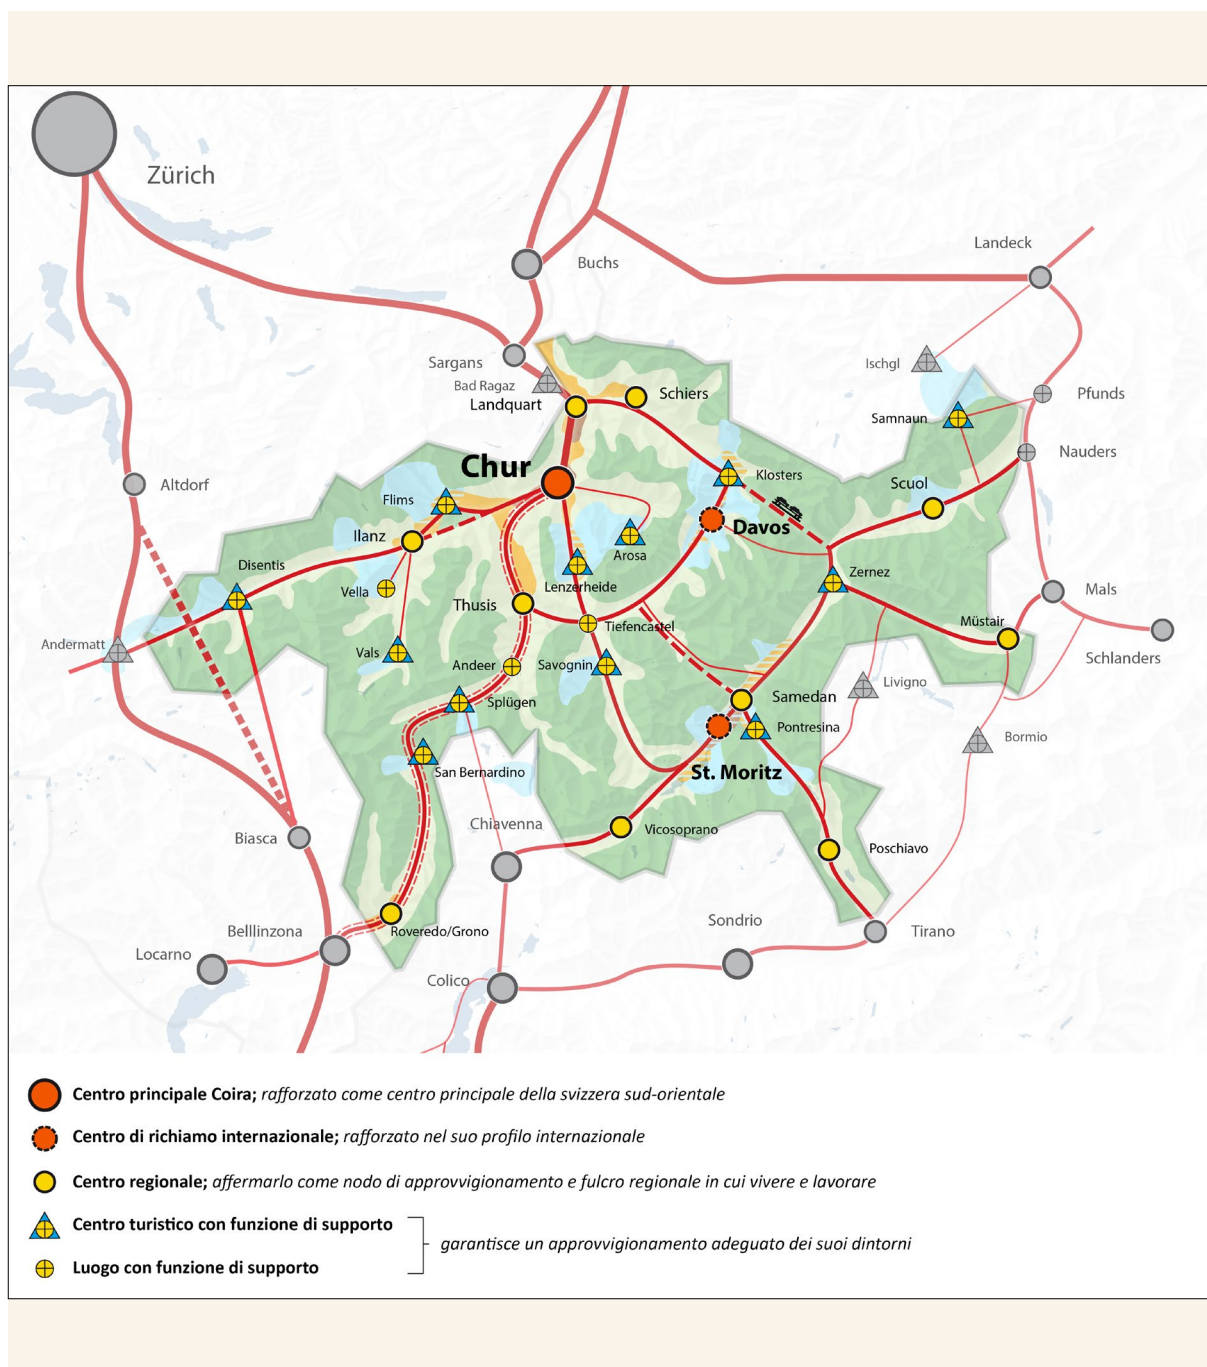 Zürich
Landeck
Buchs
Sargans
Ischgl
Bad Ragaz
Pfunds
Schiers
Landquart
Samnaun
Nauders
Chur
Klosters
Altdorf
Scuol
Flims
Davos
Ilanz
Arosa
Disentis
Zernez
Lenzerheide
Mals
Vella
Thusis
Müstair
Tiefencastel
Andermatt
Vals
Schlanders
Andeer
Savognin
Livigno
Samedan
Splügen
Pontresina
Bormio
San Bernardino
St. Moritz
Chiavenna
Vicosoprano
Biasca
Poschiavo
Sondrio
Belllinzona
Roveredo/Grono
Tirano
Locarno
Colico
Centro principale Coira; rafforzato come centro principale della svizzera sud-orientale
Centro di richiamo internazionale; rafforzato nel suo profilo internazionale
Centro regionale; affermarlo come nodo di approvvigionamento e fulcro regionale in cui vivere e lavorare
Centro turistico con funzione di supporto
garantisce un approvvigionamento adeguato dei suoi dintorni
Luogo con funzione di supporto